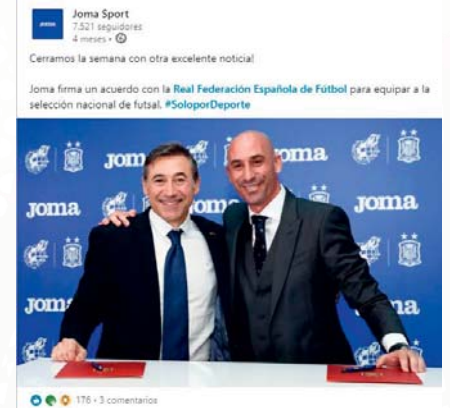 joma
Joma Sport
7.521 seguidores
4 meses •
Cerramos la semana con otra excelente noticia!
Joma firma un acuerdo con la Real Federación Española de Fútbol para equipar a la
selección nacional de futsal. #SoloporDeporte
Joma
Joma
Joma
Joma
Joma
176 • 3 comentarios